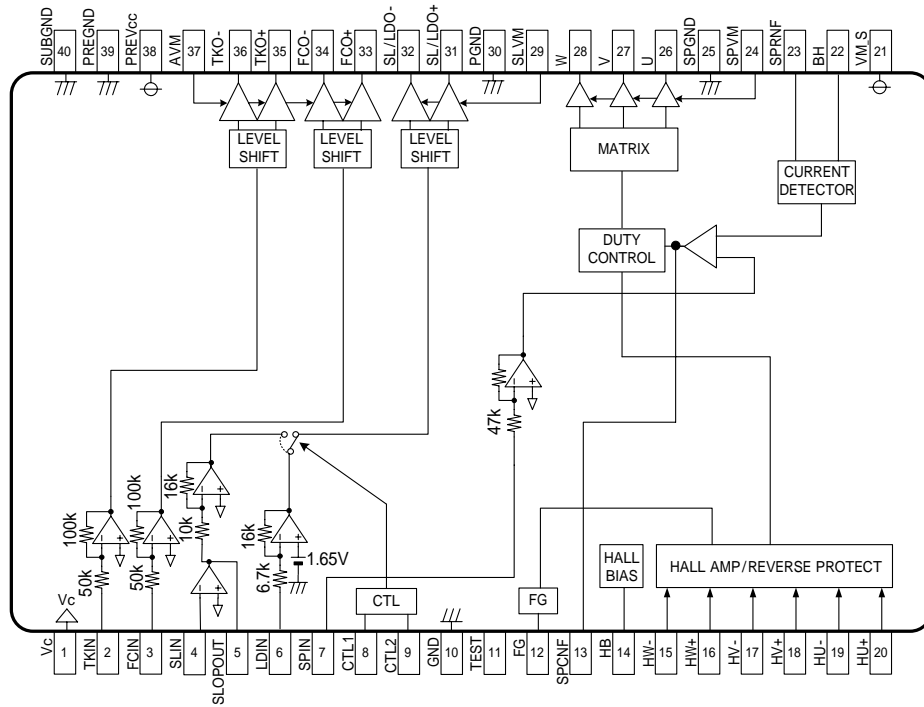 SUBGND
PREGND
PREVcc
AVM
TKO-
TKO+
FCO-
FCO+
SL/LDO-
SL/LDO+
PGND
SLVM
W
V
U
SPGND
SPVM
SPRNF
BH
VM_S
40
39
38
37
36
35
34
33
32
31
30
29
28
27
26
25
24
23
22
21
LEVEL
SHIFT
LEVEL
SHIFT
LEVEL
SHIFT
MATRIX
CURRENT
DETECTOR
DUTY
CONTROL
47k
16k
10k
100k
50k
100k
50k
16k
6.7k
1.65V
Vc
CTL
FG
HALL
BIAS
HALL AMP/REVERSE PROTECT
1
2
3
4
5
6
7
8
9
10
11
12
13
14
15
16
17
18
19
20
Vc
TKIN
FCIN
SLIN
SLOPOUT
LDIN
SPIN
CTL1
CTL2
GND
TEST
FG
SPCNF
HB
HW-
HW+
HV-
HV+
HU-
HU+